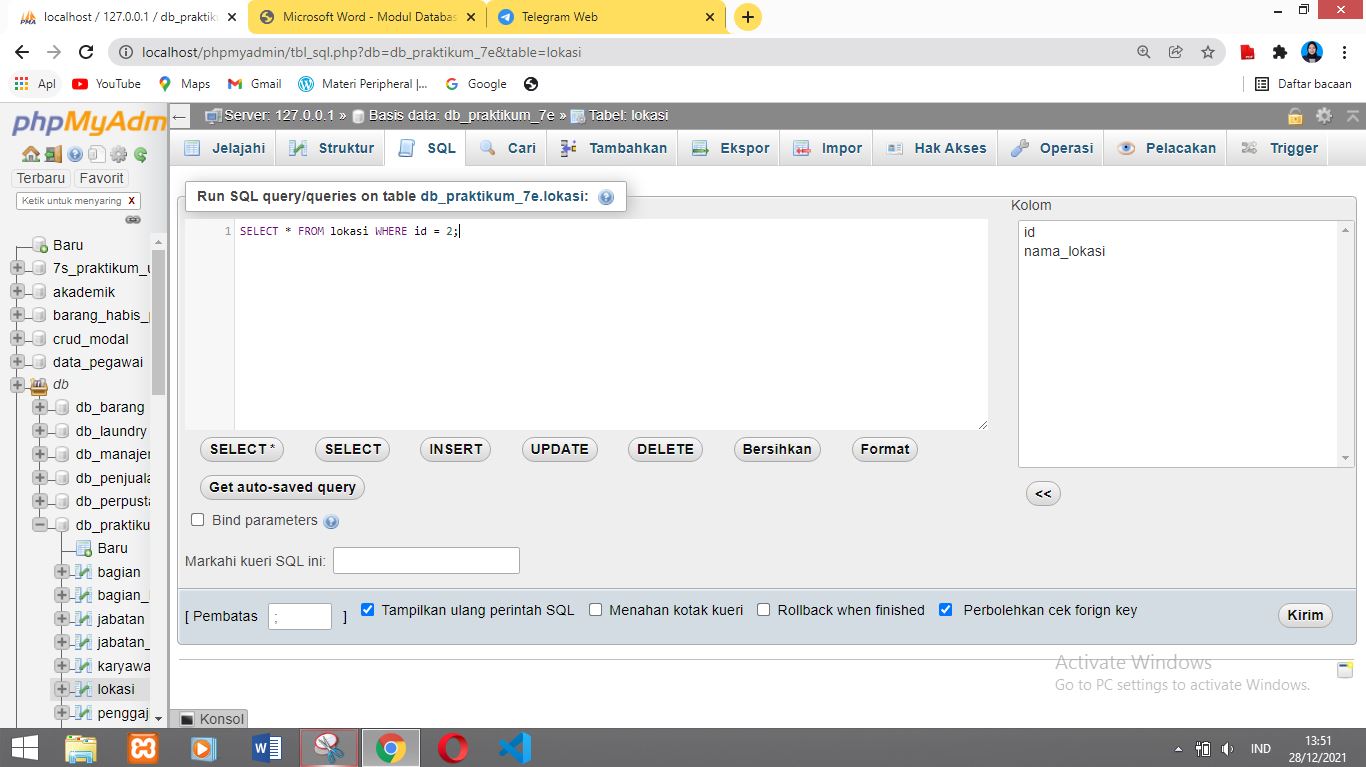 localhost / 127.0.0.1 / db_praktik
Microsoft Word - Modul Databas
Telegram Web
localhost/phpmyadmin/tbl_sql.php?db=db_praktikum_7e&table=lokasi
Apl YouTube Maps Gmail Materi Peripheral |... Google Daftar bacaan
phpMyAdm
Server: 127.0.0.1 » Basis data: db_praktikum_7e » Tabel: lokasi
Jelajahi Struktur SQL Cari Tambahkan Ekspor Impor Hak Akses Operasi Pelacakan Trigger
Terbaru Favorit
Ketik untuk menyaring X
Baru
7s_praktikum_u
akademik
barang_habis_p
crud_modal
data_pegawai
db
db_barang
db_laundry
db_manajer
db_penjuala
db_perpusta
db_praktiku
Baru
bagian
bagian_
jabatan
jabatan_
karyawa
lokasi
penggaj
Run SQL query/queries on table db_praktikum_7e.lokasi:
1 SELECT * FROM lokasi WHERE id = 2;
Kolom
id
nama_lokasi
SELECT * SELECT INSERT UPDATE DELETE Bersihkan Format
Get auto-saved query
<<
Bind parameters
Markahi kueri SQL ini:
[ Pembatas ; ] Tampilkan ulang perintah SQL Menahan kotak kueri Rollback when finished Perbolehkan cek forign key Kirim
Activate Windows
Go to PC settings to activate Windows.
Konsol
IND
13:51
28/12/2021